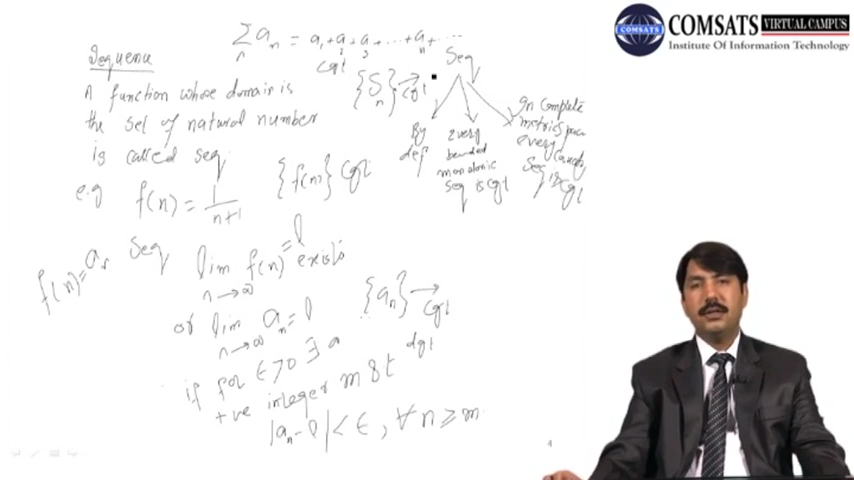 COMSATS VIRTUAL CAMPUS
Institute Of Information Technology
∑ aₙ = a₁ + a₂ + a₃ + ... + aₙ + ...
n
cgt
Sequence
A function whose domain is
the set of natural number
is called seq
e.g f(n) = 1/(n+1)
{f(n)} cgt
{Sₙ} → cgt
Seq
By
def
every
bounded
monotonic
seq is cgt
In complete
metric space
every cauchy
seq is cgt
f(n) = aₙ
Seq lim f(n) = l exists
n→∞
or lim aₙ = l
n→∞
{aₙ} → cgt
dgt
if for ε > 0 ∃ a
+ve integer m st
|aₙ - l| < ε, ∀ n ≥ m
4